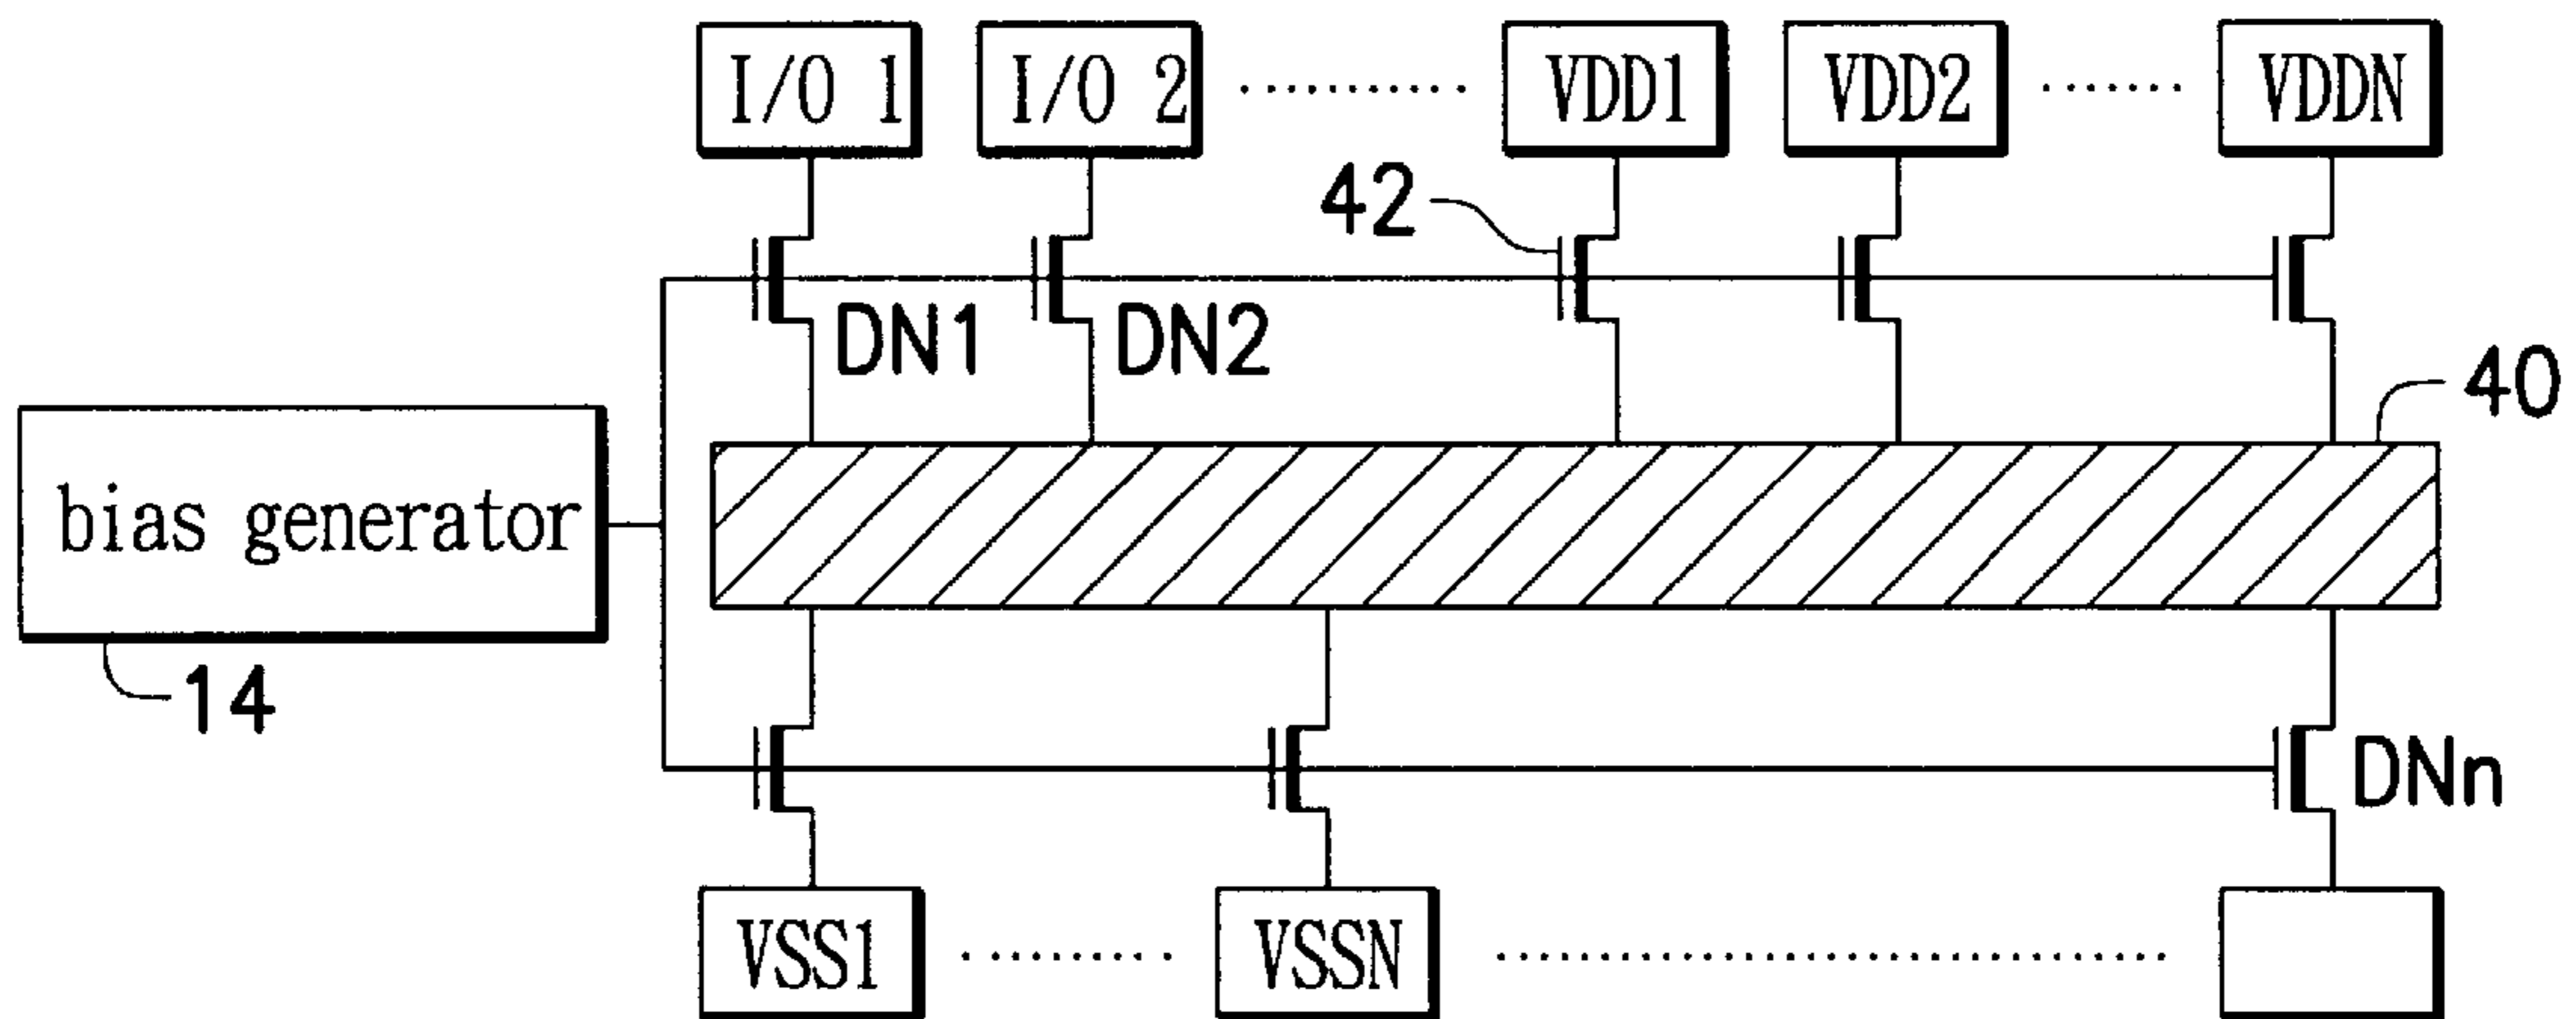 I/O 1 I/O 2 VDD1 VDD2 VDDN
42
DN1 DN2
40
bias generator
14
DNn
VSS1 VSSN